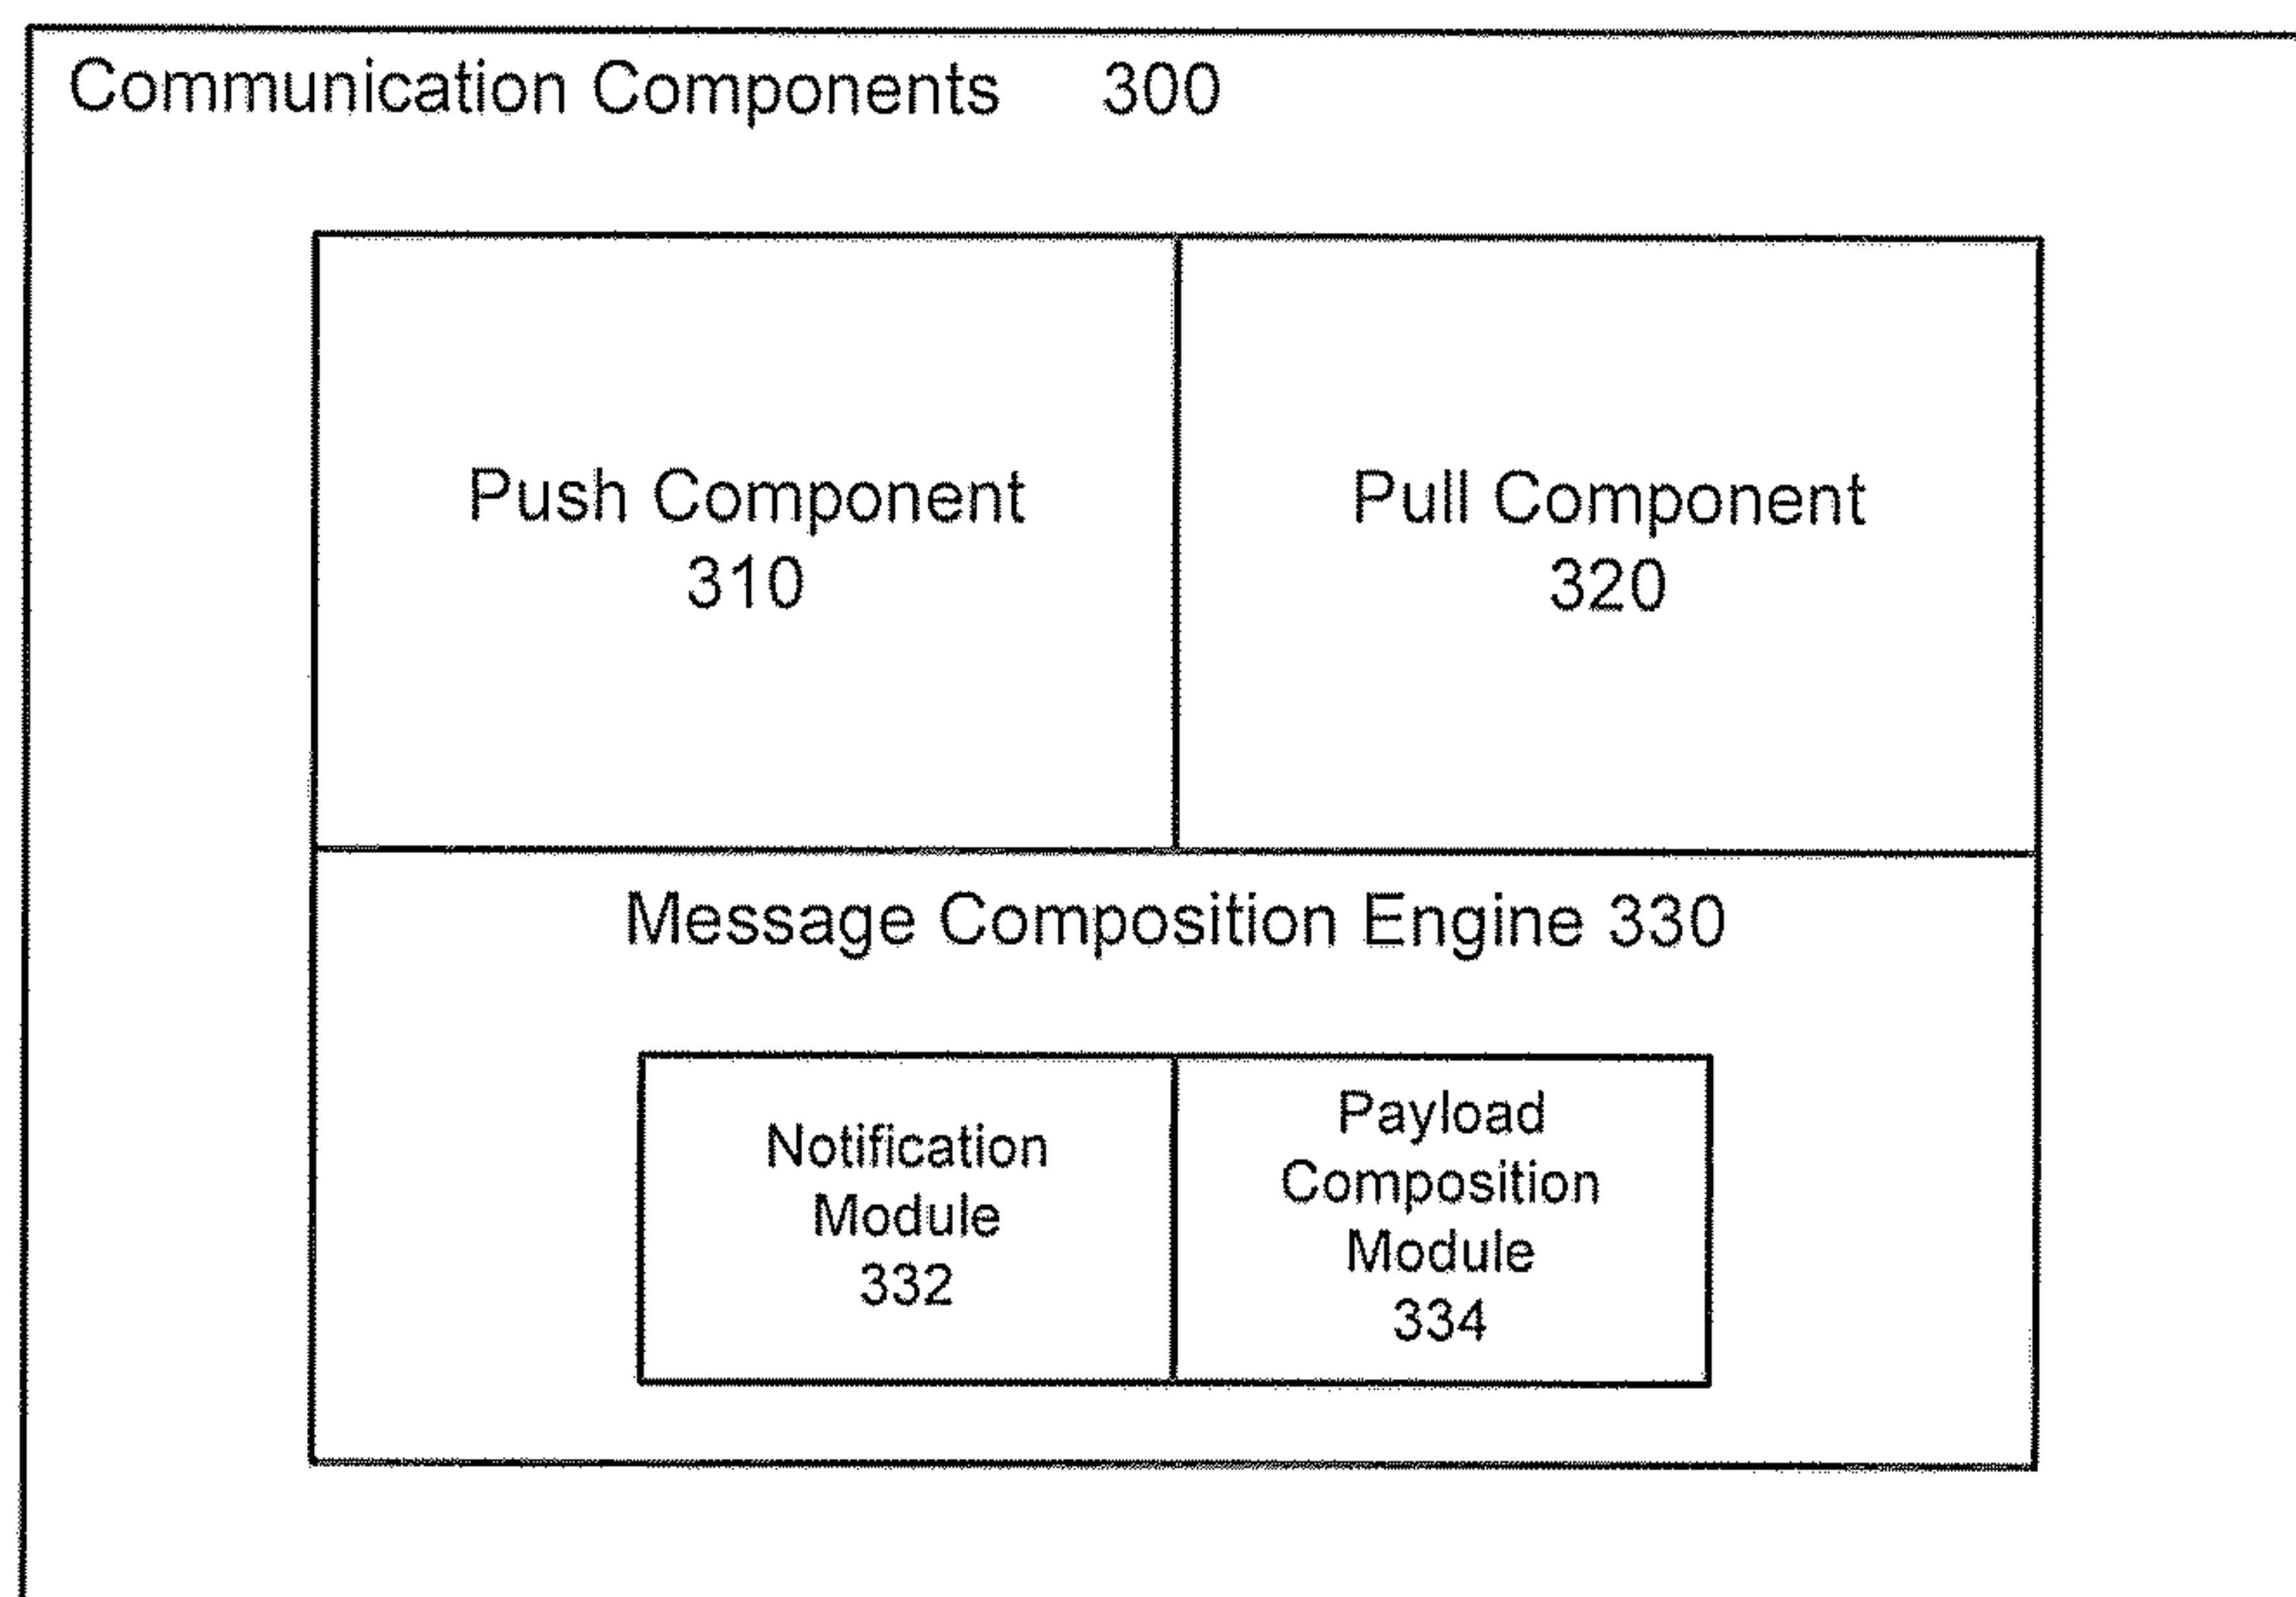 Communication Components 300
Push Component
310
Pull Component
320
Message Composition Engine 330
Notification
Module
332
Payload
Composition
Module
334